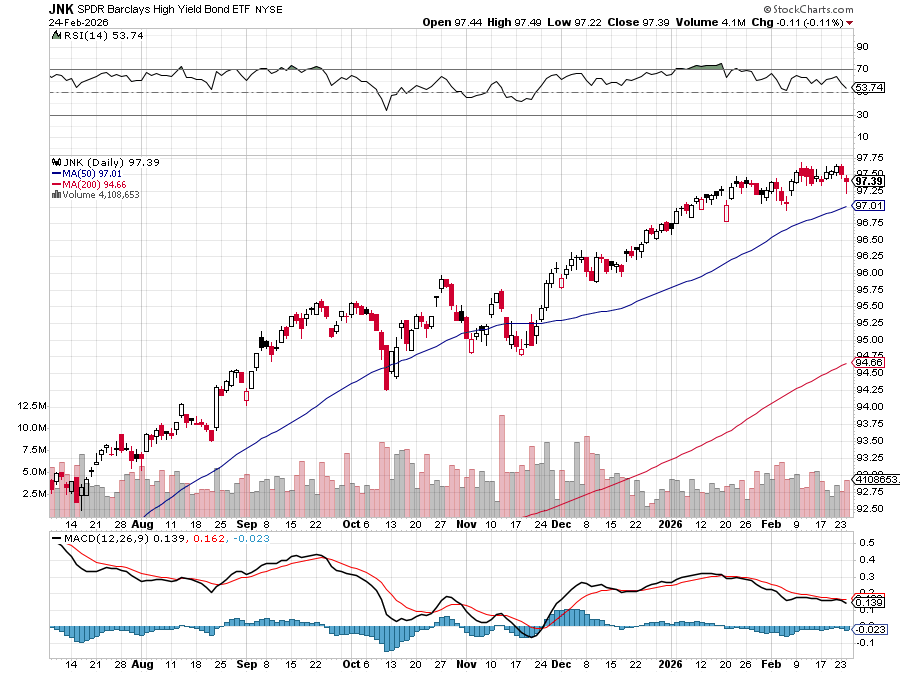 JNK SPDR Barclays High Yield Bond ETF NYSE
© StockCharts.com
24-Feb-2026
Open 97.44 High 97.49 Low 97.22 Close 97.39 Volume 4.1M Chg -0.11 (-0.11%)
RSI(14) 53.74
90
70
50
53.74
30
10
JNK (Daily) 97.39
MA(50) 97.01
MA(200) 94.66
Volume 4,108,653
97.75
97.50
97.39
97.25
97.01
96.75
96.50
96.25
96.00
95.75
95.50
95.25
95.00
94.75
94.66
94.50
94.25
94.00
93.75
93.50
93.25
93.00
4108653
92.75
92.50
12.5M
10.0M
7.5M
5.0M
2.5M
14 21 28 Aug 11 18 25 Sep 8 15 22 Oct 6 13 20 27 Nov 10 17 24 Dec 8 15 22 2026 12 20 26 Feb 9 17 23
MACD(12,26,9) 0.139, 0.162, -0.023
0.5
0.4
0.3
0.139
0.1
-0.023
-0.1
14 21 28 Aug 11 18 25 Sep 8 15 22 Oct 6 13 20 27 Nov 10 17 24 Dec 8 15 22 2026 12 20 26 Feb 9 17 23